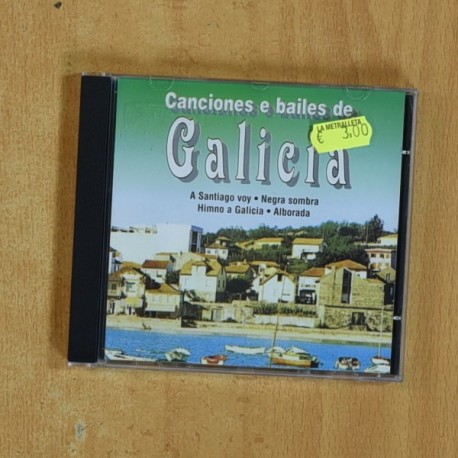 Canciones e bailes de
Galicia
LA METRALLETA
€ 3,00
A Santiago voy • Negra sombra
Himno a Galicia • Alborada